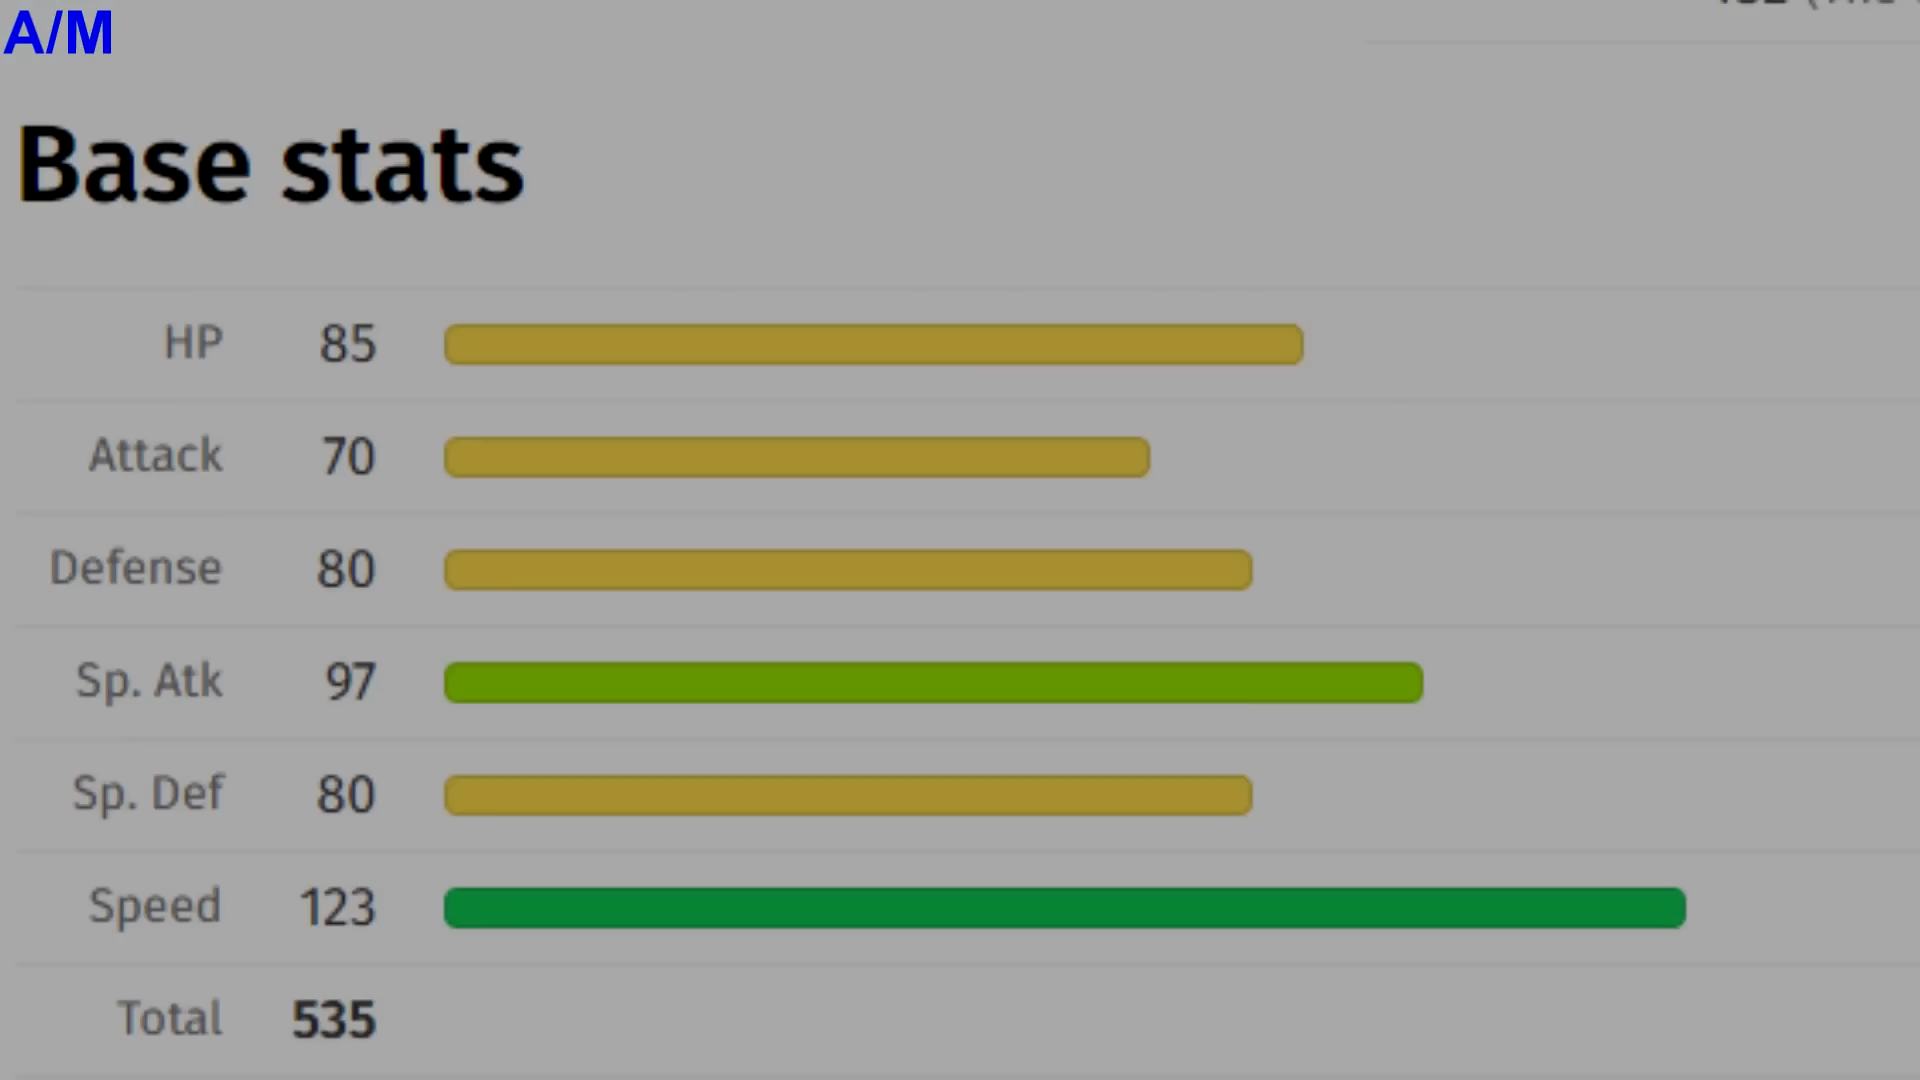 A/M
Base stats
HP 85
Attack 70
Defense 80
Sp. Atk 97
Sp. Def 80
Speed 123
Total 535